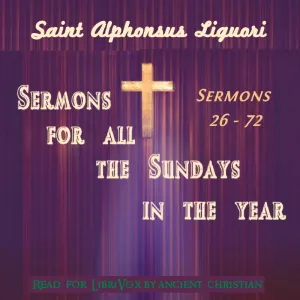 Saint Alphonsus Liguori
Sermons
for all
the Sundays
in the year
Sermons
26 - 72
Read for LibriVox by ancient christian